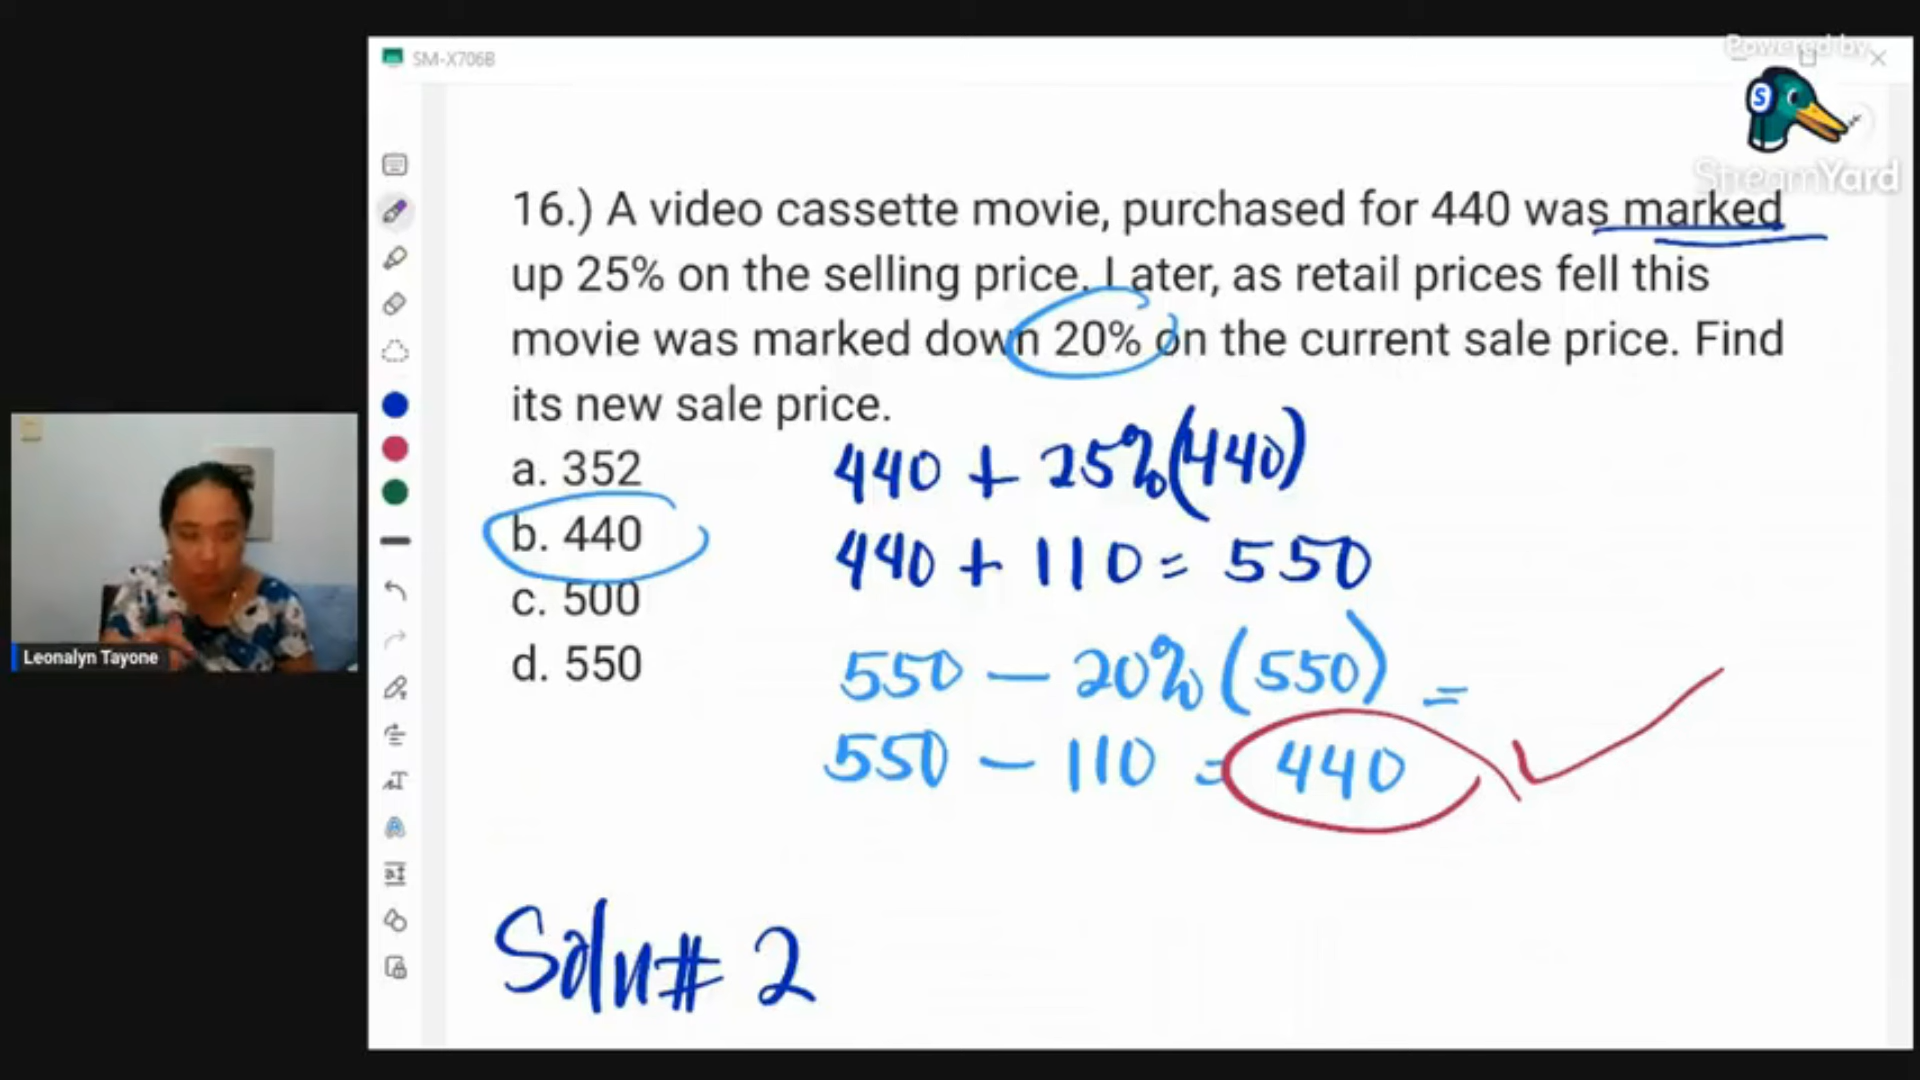 SM-X706B
Powered by
StreamYard
16.) A video cassette movie, purchased for 440 was marked
up 25% on the selling price. Later, as retail prices fell this
movie was marked down 20% on the current sale price. Find
its new sale price.
a. 352
b. 440
c. 500
d. 550
440 + 25%(440)
440 + 110 = 550
550 - 20% (550) =
550 - 110 = 440
Soln # 2
Leonalyn Tayone